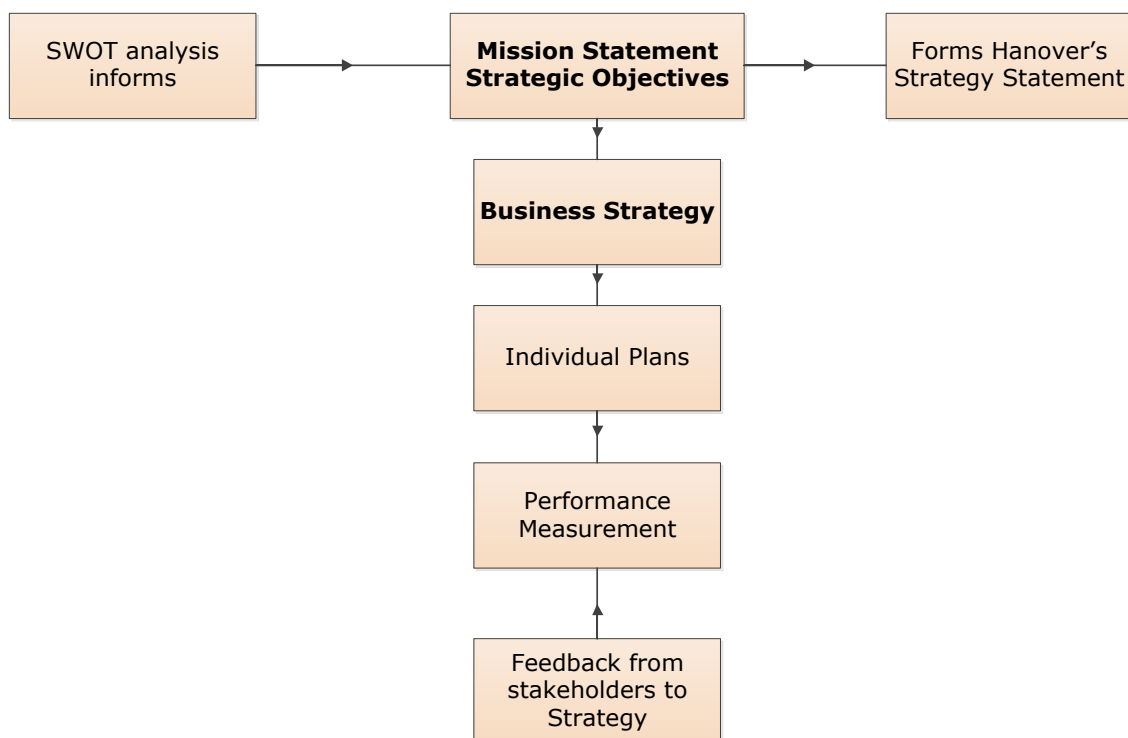 SWOT analysis
informs
Mission Statement
Strategic Objectives
Forms Hanover’s
Strategy Statement
Business Strategy
Individual Plans
Performance
Measurement
Feedback from
stakeholders to
Strategy